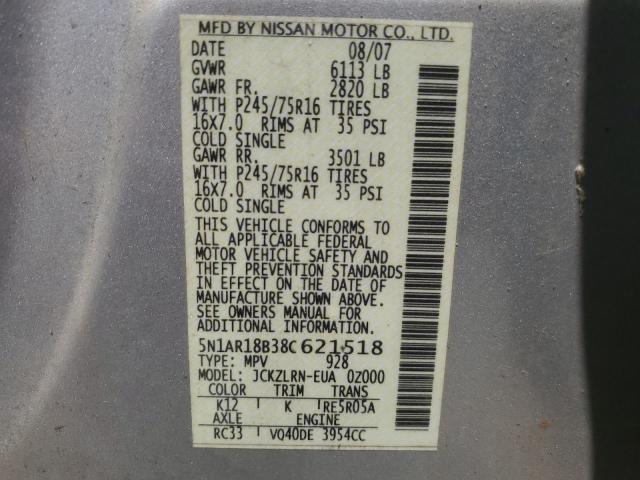 MFD BY NISSAN MOTOR CO., LTD.
DATE 08/07
GVWR 6113 LB
GAWR FR. 2820 LB
WITH P245/75R16 TIRES
16X7.0 RIMS AT 35 PSI
COLD SINGLE
GAWR RR. 3501 LB
WITH P245/75R16 TIRES
16X7.0 RIMS AT 35 PSI
COLD SINGLE
THIS VEHICLE CONFORMS TO
ALL APPLICABLE FEDERAL
MOTOR VEHICLE SAFETY AND
THEFT PREVENTION STANDARDS
IN EFFECT ON THE DATE OF
MANUFACTURE SHOWN ABOVE.
SEE OWNERS MANUAL FOR
ADDITIONAL INFORMATION
5N1AR18B38C621518
TYPE: MPV 928
MODEL: JCKZLRN-EUA 0Z000
COLOR TRIM TRANS
K12 K RE5R05A
AXLE ENGINE
RC33 VQ40DE 3954CC